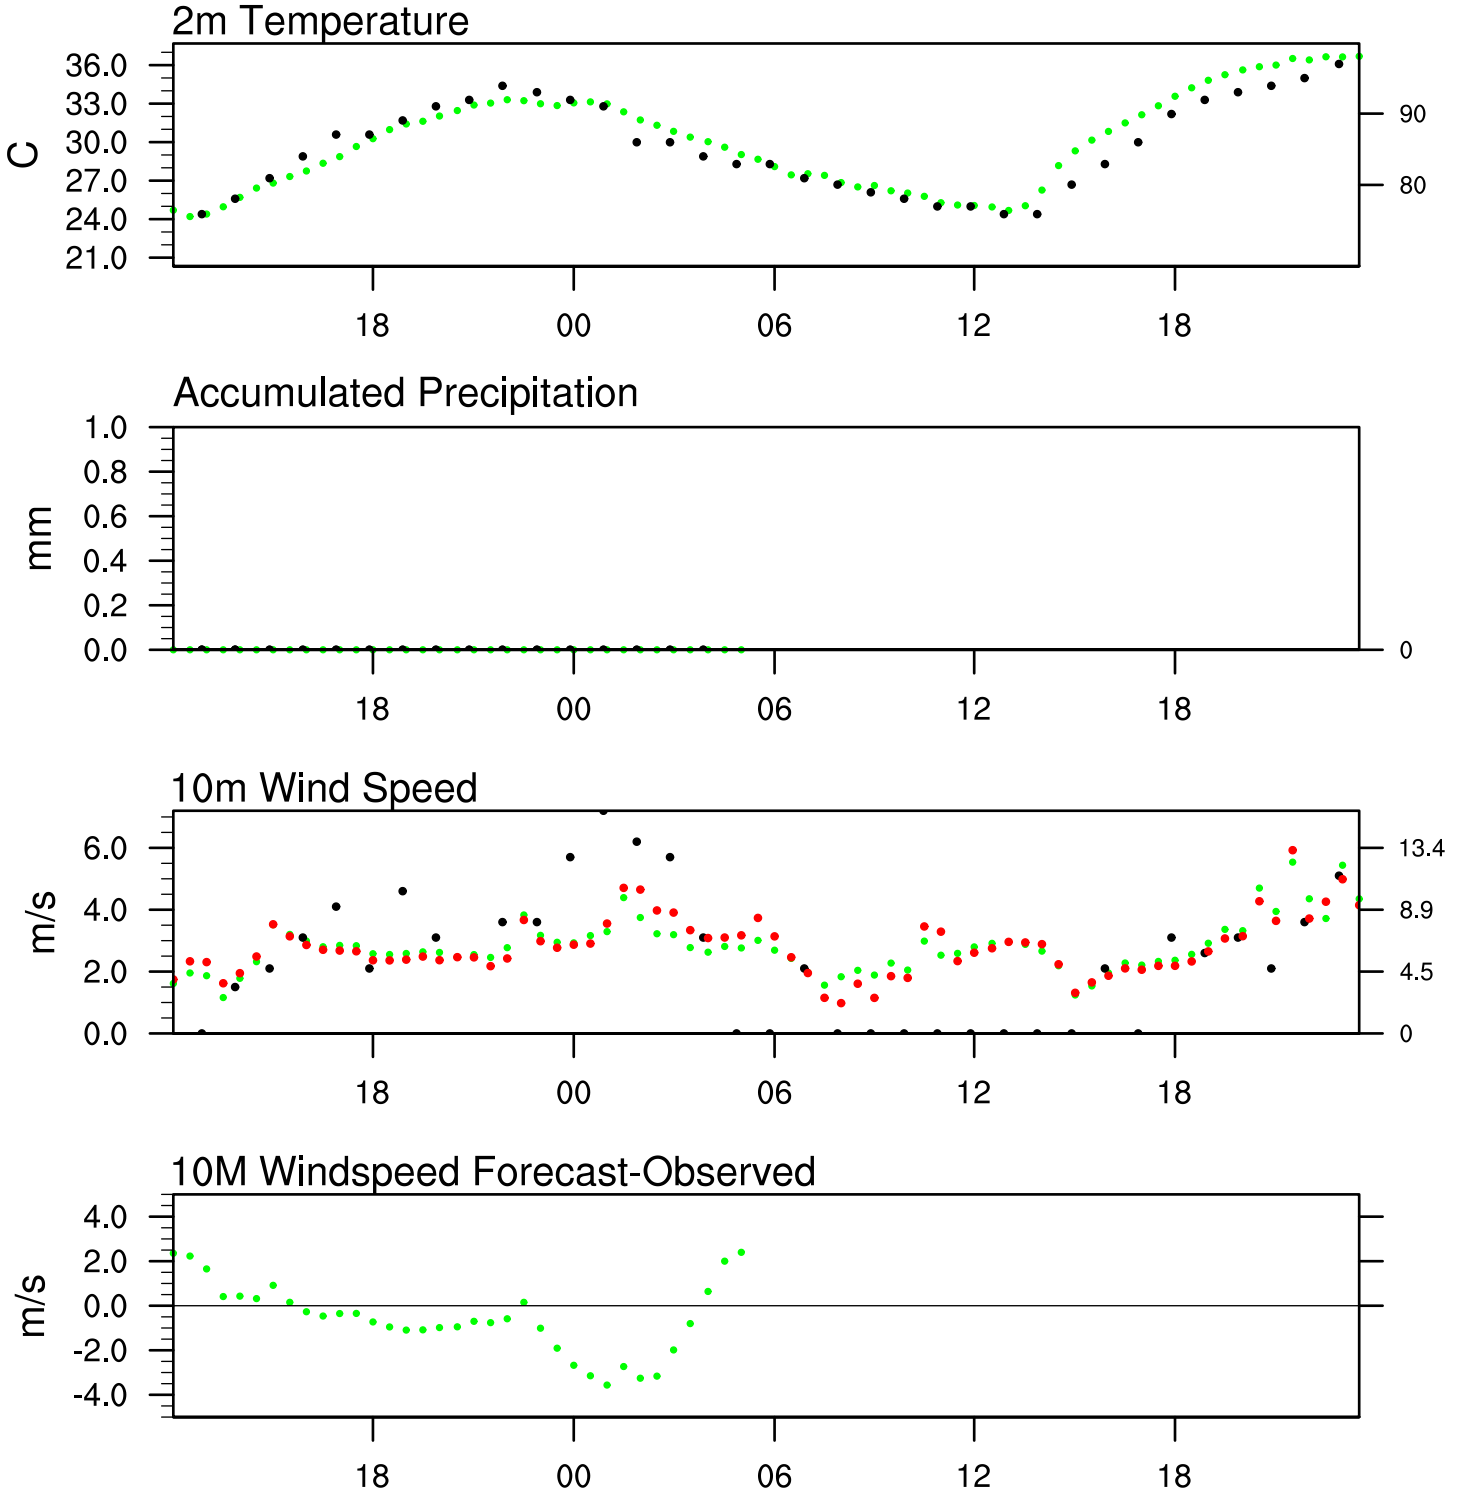 2m Temperature
36.0
33.0
30.0
27.0
24.0
21.0
C
90
80
18 00 06 12 18
Accumulated Precipitation
1.0
0.8
0.6
0.4
0.2
0.0
mm
0
18 00 06 12 18
10m Wind Speed
6.0
4.0
2.0
0.0
m/s
13.4
8.9
4.5
0
18 00 06 12 18
10M Windspeed Forecast-Observed
4.0
2.0
0.0
-2.0
-4.0
m/s
18 00 06 12 18